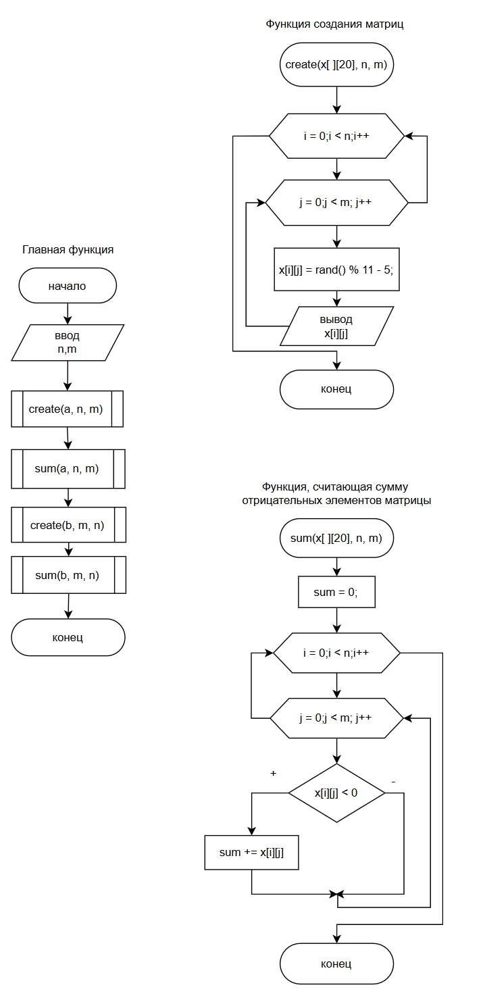 Функция создания матриц
create(x[ ][20], n, m)
i = 0;i < n;i++
j = 0;j < m; j++
x[i][j] = rand() % 11 - 5;
вывод
x[i][j]
конец
Главная функция
начало
ввод
n,m
create(a, n, m)
sum(a, n, m)
create(b, m, n)
sum(b, m, n)
конец
Функция, считающая сумму
отрицательных элементов матрицы
sum(x[ ][20], n, m)
sum = 0;
i = 0;i < n;i++
j = 0;j < m; j++
+
-
x[i][j] < 0
sum += x[i][j]
конец